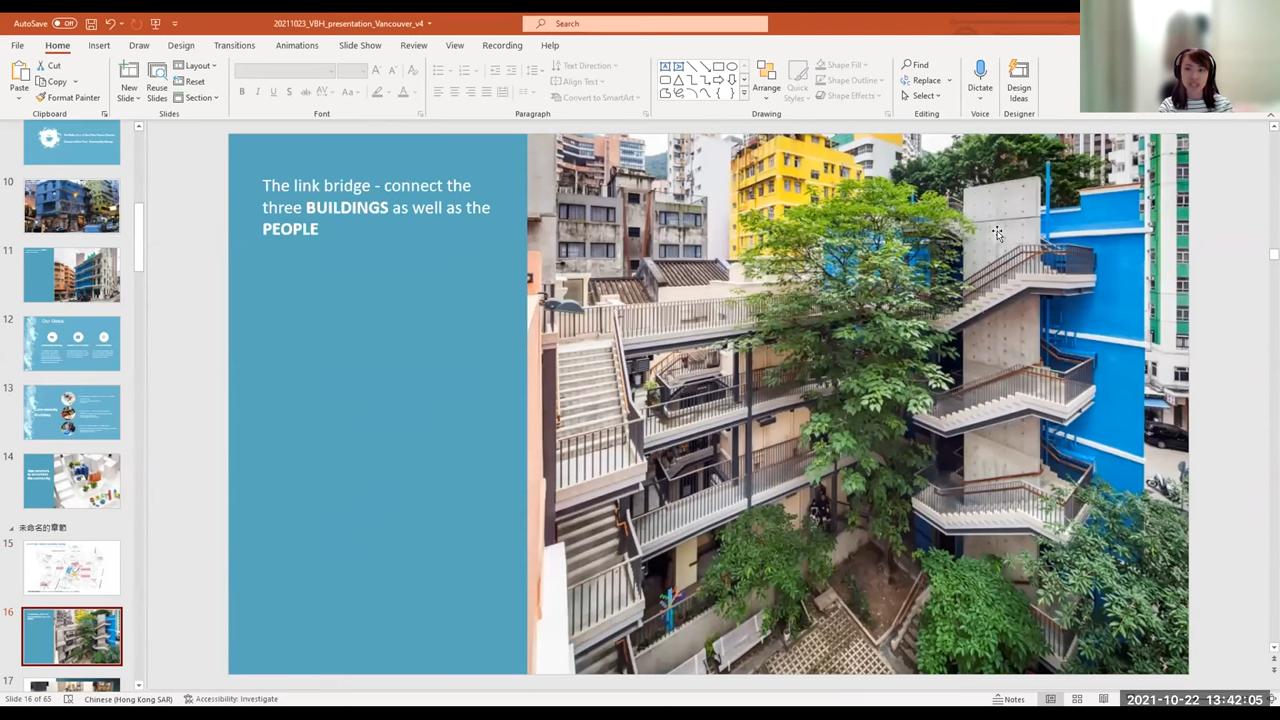 AutoSave
Off
20211023_VBH_presentation_Vancouver_v4
Search
File
Home
Insert
Draw
Design
Transitions
Animations
Slide Show
Review
View
Recording
Help
Paste
Cut
Copy
Format Painter
Clipboard
New
Slides
Reuse
Slides
Layout
Reset
Section
Slides
Font
Text Direction
Align Text
Convert to SmartArt
Paragraph
Arrange
Quick
Styles
Shape Fill
Shape Outline
Shape Effects
Drawing
Find
Replace
Select
Editing
Dictate
Voice
Design
Ideas
Designer
10
11
12
13
14
未命名的章節
15
16
17
The link bridge - connect the
three BUILDINGS as well as the
PEOPLE
Slide 16 of 65
Chinese (Hong Kong SAR)
Accessibility: Investigate
Notes
2021-10-22 13:42:05